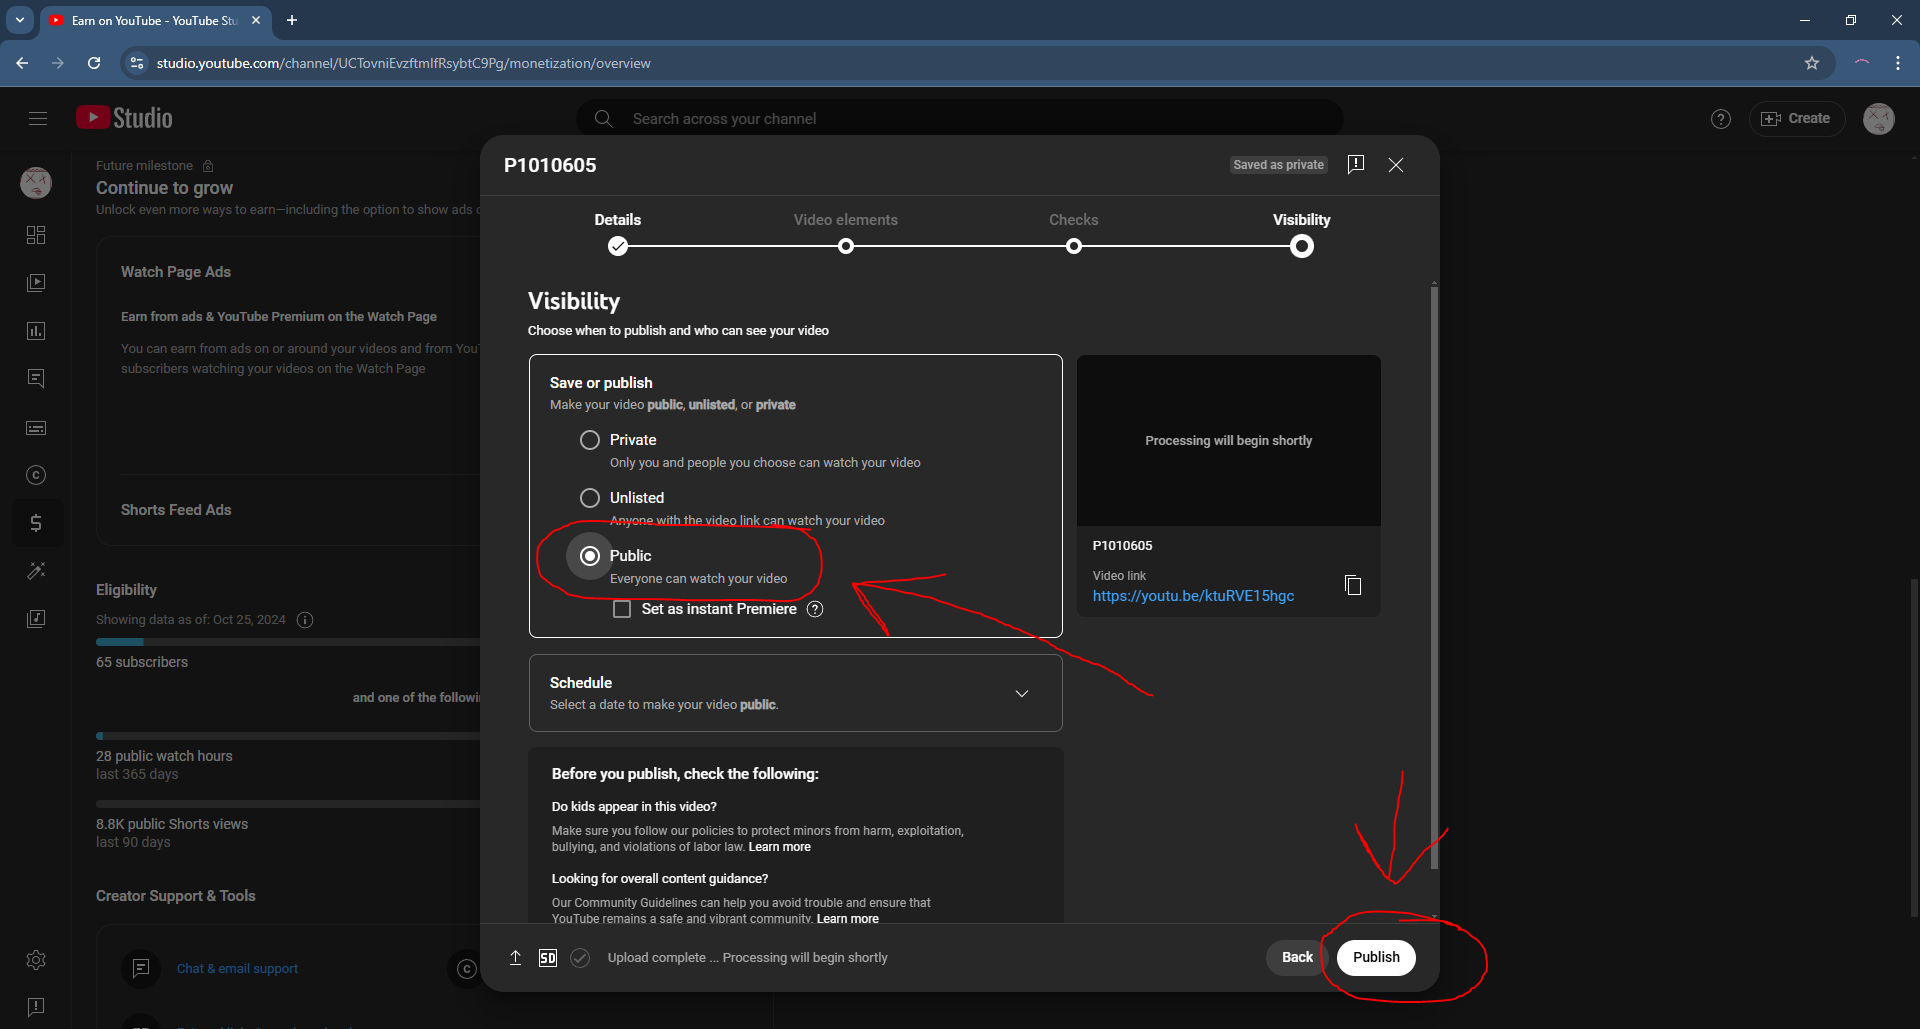 Earn on YouTube - YouTube Stu
studio.youtube.com/channel/UCTovniEvzftmIfRsybtC9Pg/monetization/overview
Studio
Search across your channel
Create
Future milestone
Continue to grow
Unlock even more ways to earn—including the option to show ads
Watch Page Ads
Earn from ads & YouTube Premium on the Watch Page
You can earn from ads on or around your videos and from You
subscribers watching your videos on the Watch Page
Shorts Feed Ads
Eligibility
Showing data as of: Oct 25, 2024
65 subscribers
and one of the followi
28 public watch hours
last 365 days
8.8K public Shorts views
last 90 days
Creator Support & Tools
Chat & email support
P1010605
Saved as private
Details
Video elements
Checks
Visibility
Visibility
Choose when to publish and who can see your video
Save or publish
Make your video public, unlisted, or private
Private
Only you and people you choose can watch your video
Unlisted
Anyone with the video link can watch your video
Public
Everyone can watch your video
Set as instant Premiere
Processing will begin shortly
P1010605
Video link
https://youtu.be/ktuRVE15hgc
Schedule
Select a date to make your video public.
Before you publish, check the following:
Do kids appear in this video?
Make sure you follow our policies to protect minors from harm, exploitation,
bullying, and violations of labor law. Learn more
Looking for overall content guidance?
Our Community Guidelines can help you avoid trouble and ensure that
YouTube remains a safe and vibrant community. Learn more
SD
Upload complete ... Processing will begin shortly
Back
Publish